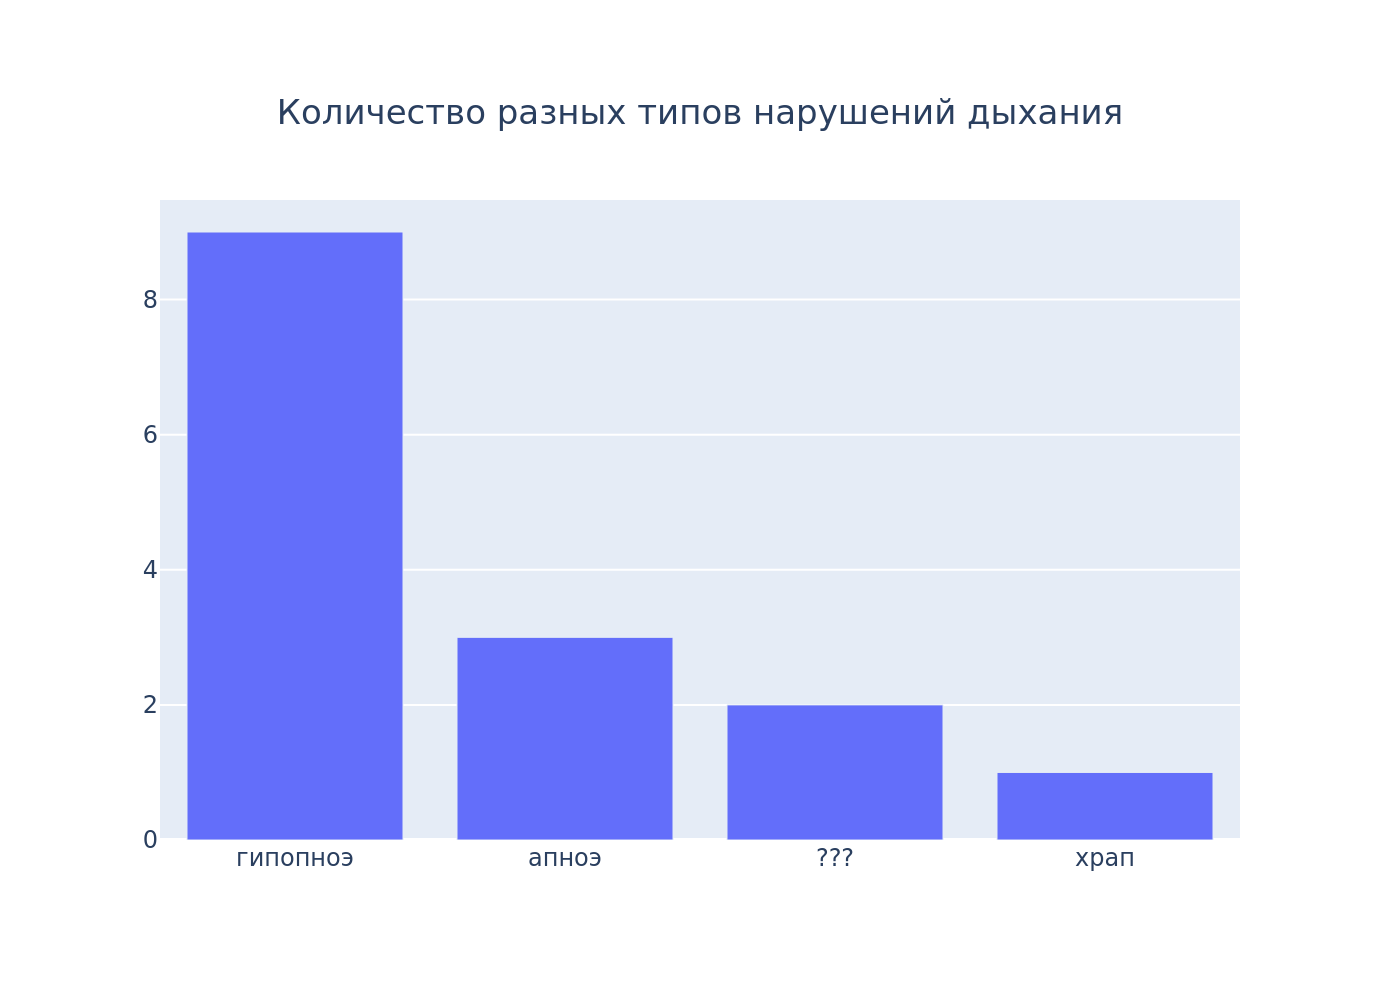 Количество разных типов нарушений дыхания
8
6
4
2
0
гипопноэ апноэ ??? храп